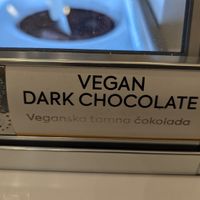 VEGAN
DARK CHOCOLATE
Veganska tamna čokolada